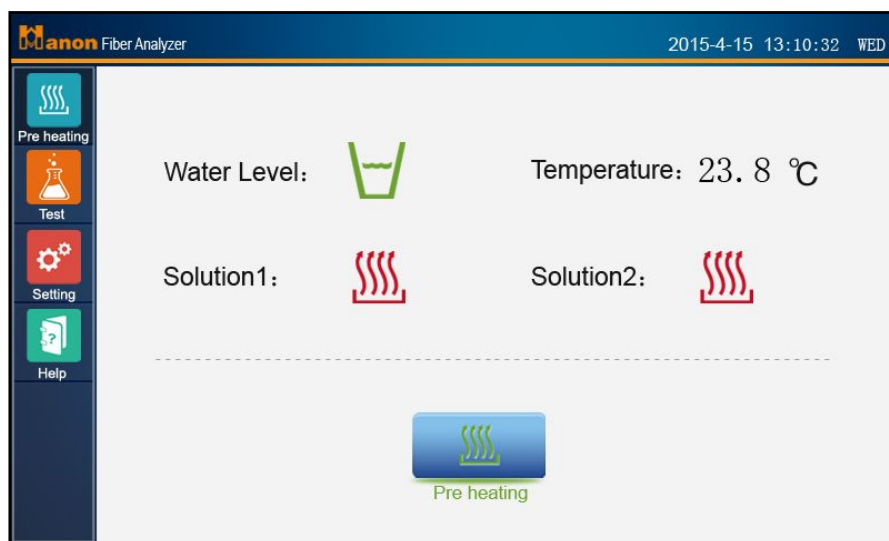 Hanon Fiber Analyzer
2015-4-15 13:10:32 WED
Pre heating
Test
Setting
?
Help
Water Level:
Temperature: 23.8 ℃
Solution1:
Solution2:
Pre heating